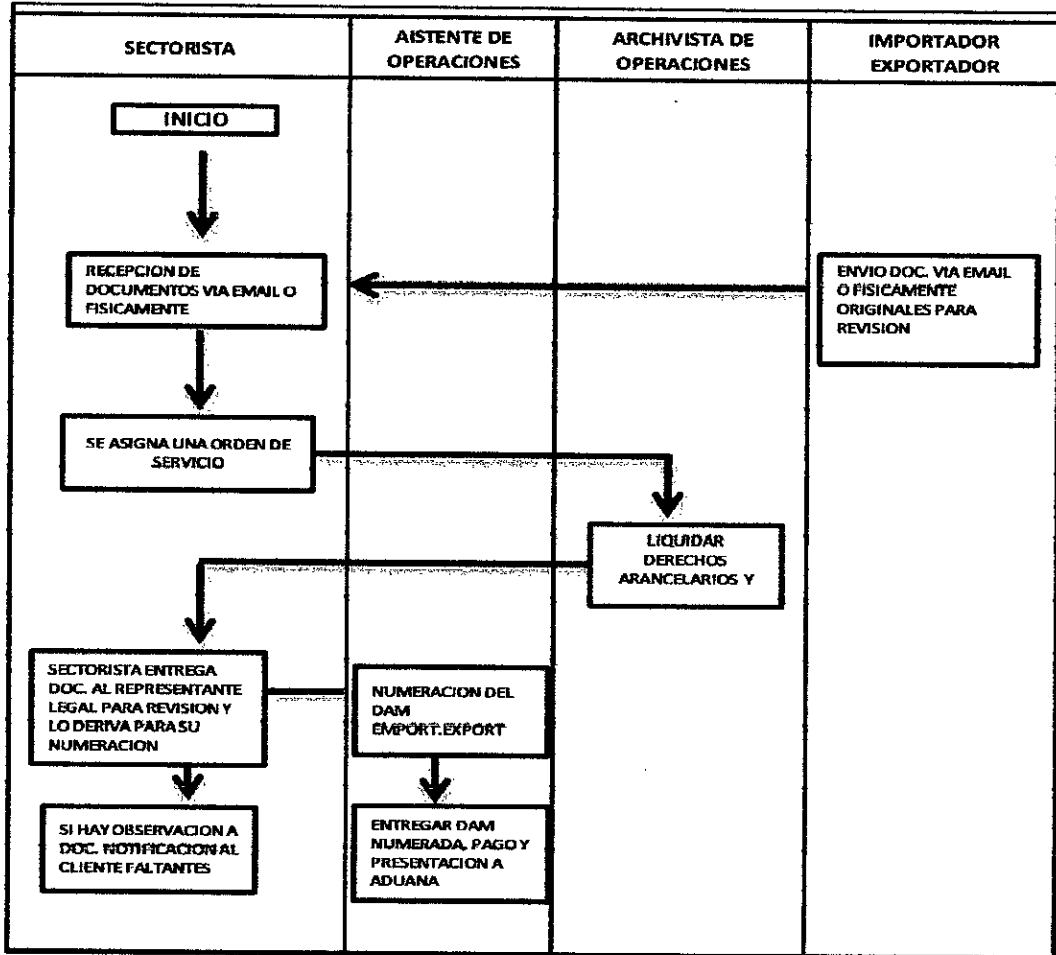 SECTORISTA
AISTENTE DE
OPERACIONES
ARCHIVISTA DE
OPERACIONES
IMPORTADOR
EXPORTADOR
INICIO
RECEPCION DE
DOCUMENTOS VIA EMAIL O
FISICAMENTE
ENVIO DOC. VIA EMAIL
O FISICAMENTE
ORIGINALES PARA
REVISION
SE ASIGNA UNA ORDEN DE
SERVICIO
LIQUIDAR
DERECHOS
ARANCELARIOS Y
SECTORISTA ENTREGA
DOC. AL REPRESENTANTE
LEGAL PARA REVISION Y
LO DERIVA PARA SU
NUMERACION
NUMERACION DEL
DAM
EMPORT.EXPORT
SI HAY OBSERVACION A
DOC. NOTIFICACION AL
CLIENTE FALTANTES
ENTREGAR DAM
NUMERADA, PAGO Y
PRESENTACION A
ADUANA